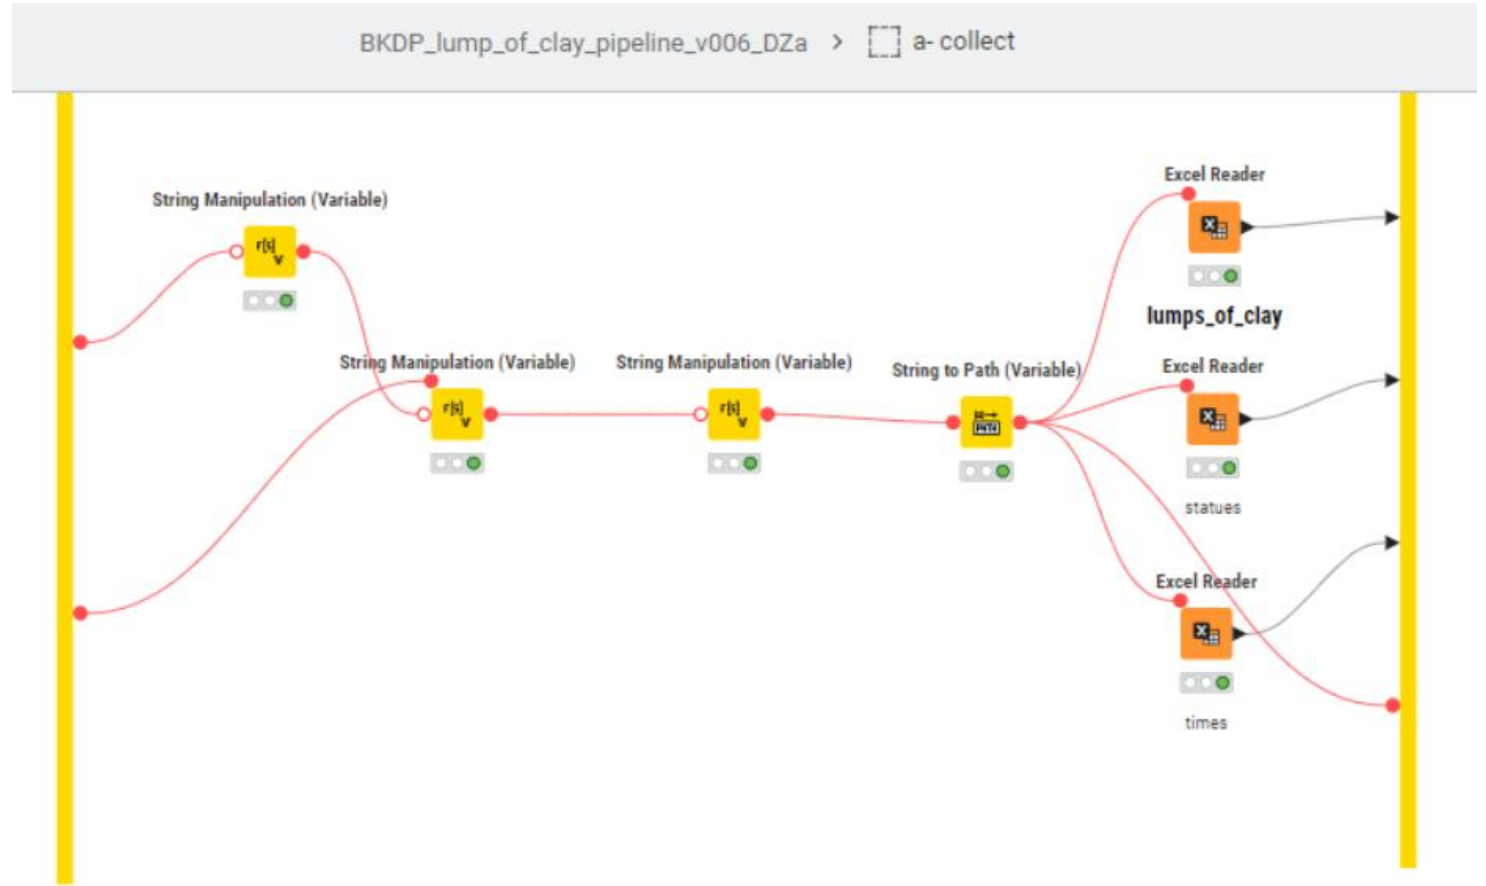 BKDP_lump_of_clay_pipeline_v006_DZa > a- collect
String Manipulation (Variable)
r[s]
v
String Manipulation (Variable)
r[s]
v
String Manipulation (Variable)
r[s]
v
String to Path (Variable)
PATH
Excel Reader
X
lumps_of_clay
Excel Reader
X
statues
Excel Reader
X
times